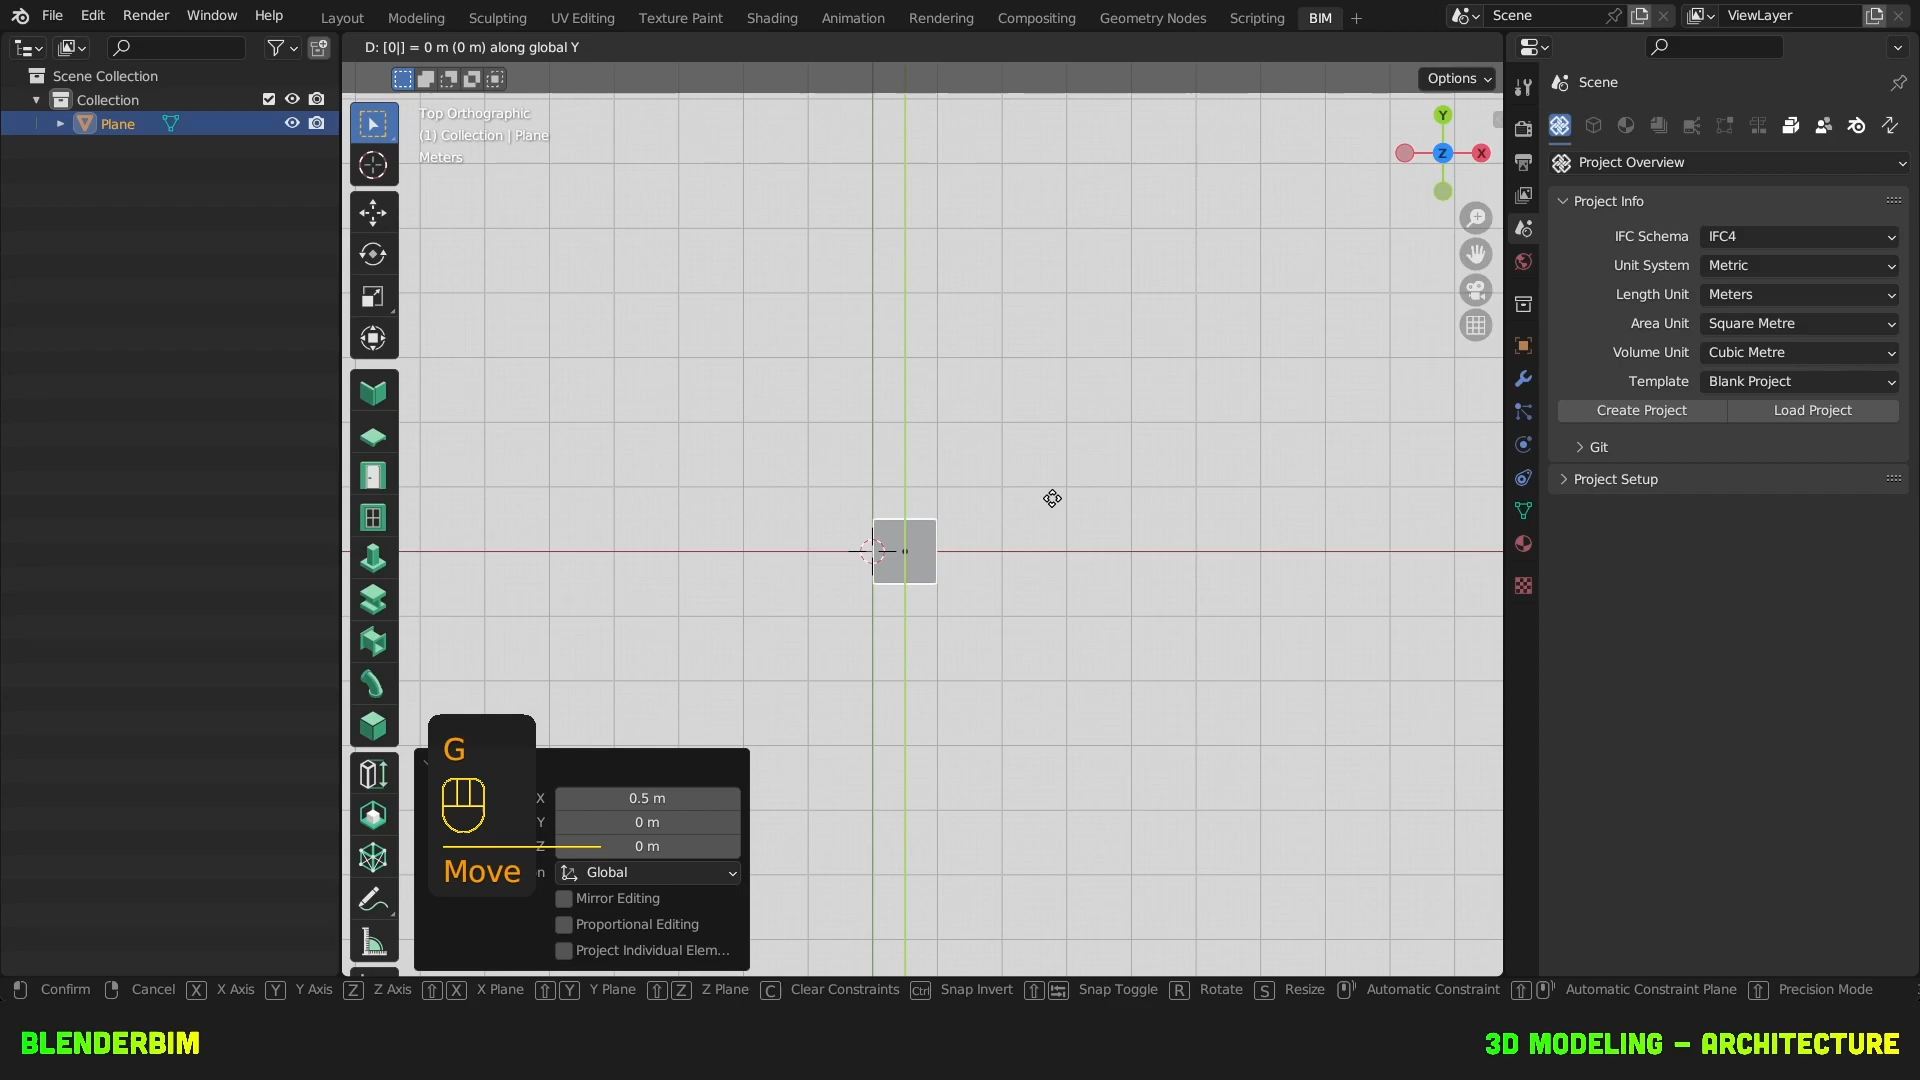 File Edit Render Window Help Layout Modeling Sculpting UV Editing Texture Paint Shading Animation Rendering Compositing Geometry Nodes Scripting BIM + Scene ViewLayer
D: [0|] = 0 m (0 m) along global Y
Options
Scene Collection
Collection
Plane
Top Orthographic
(1) Collection | Plane
Meters
Y
Z
X
G
Move
X 0.5 m
Y 0 m
Z 0 m
n Global
Mirror Editing
Proportional Editing
Project Individual Elem...
Scene
Project Overview
Project Info
IFC Schema IFC4
Unit System Metric
Length Unit Meters
Area Unit Square Metre
Volume Unit Cubic Metre
Template Blank Project
Create Project Load Project
Git
Project Setup
Confirm Cancel X X Axis Y Y Axis Z Z Axis X X Plane Y Y Plane Z Z Plane C Clear Constraints Ctrl Snap Invert Snap Toggle R Rotate S Resize Automatic Constraint Automatic Constraint Plane Precision Mode
BLENDERBIM
3D MODELING - ARCHITECTURE